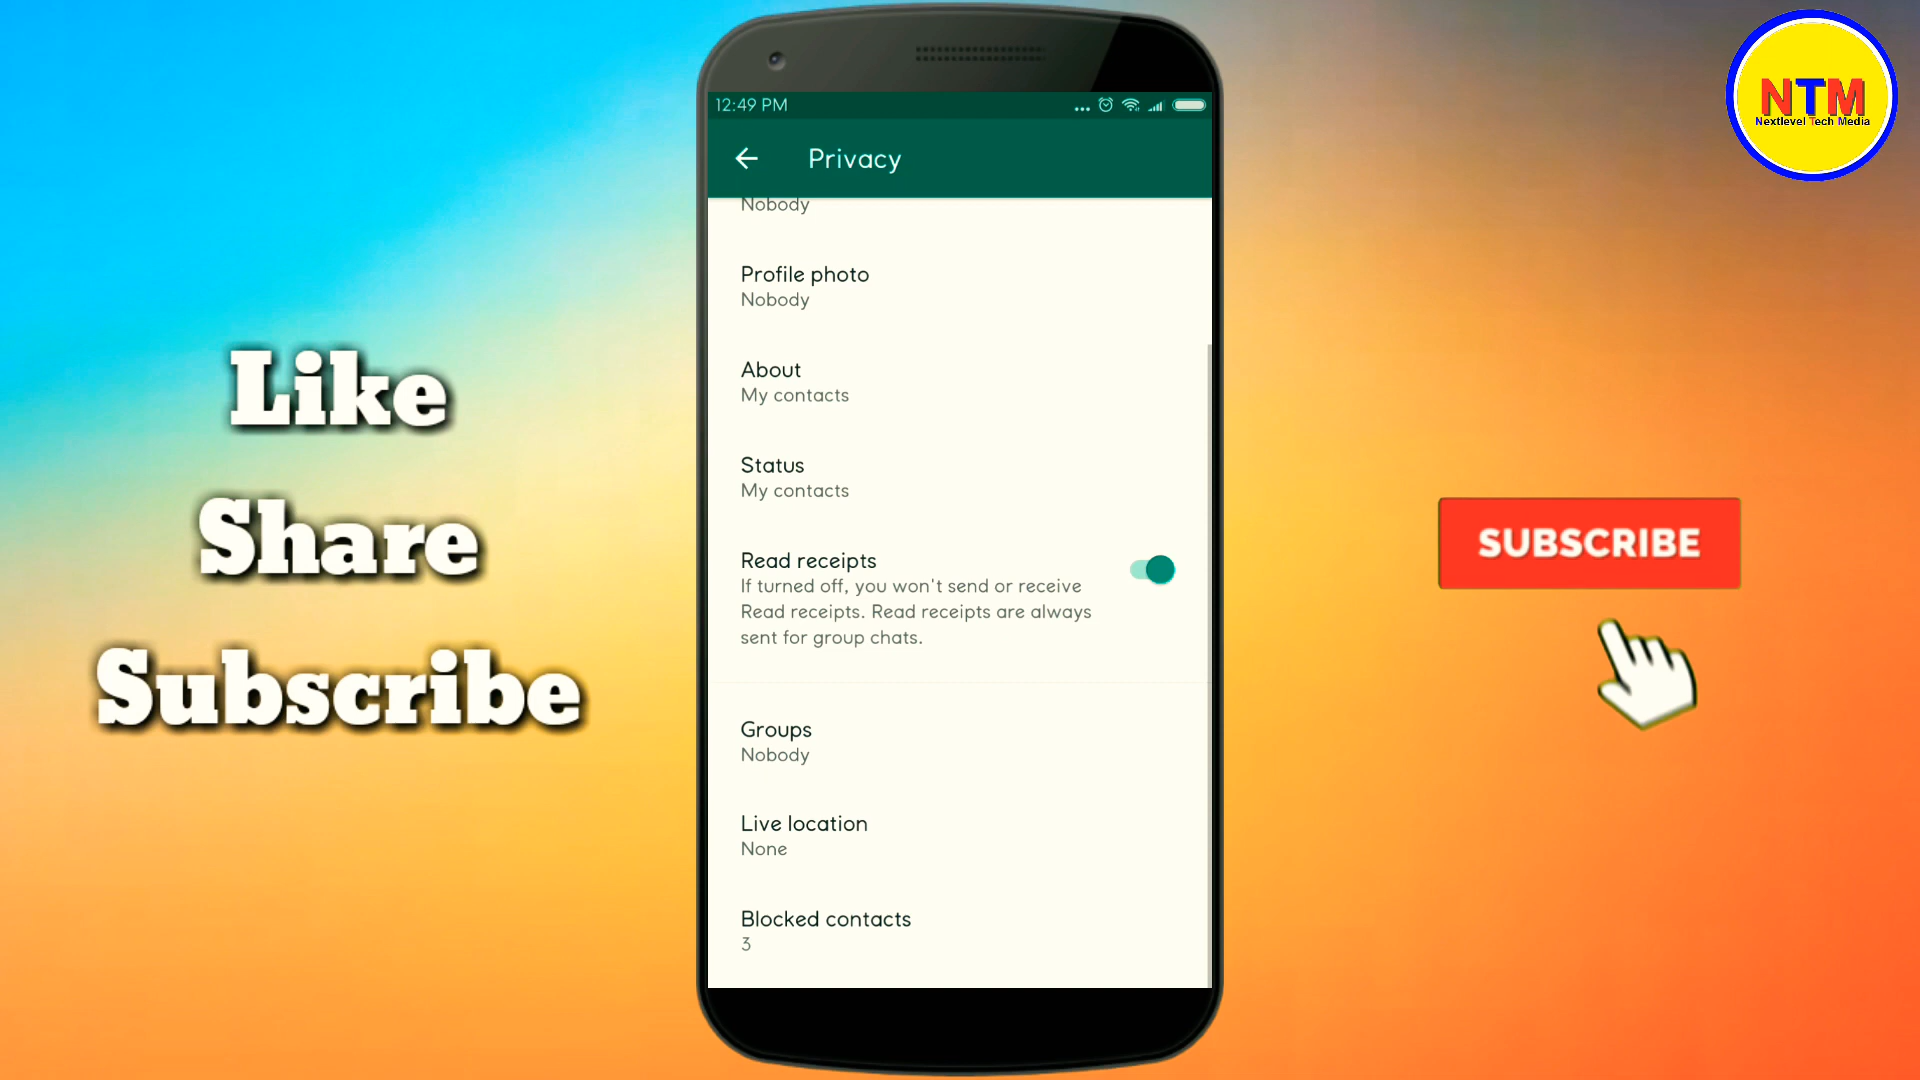 12:49 PM
Privacy
Nobody
Profile photo
Nobody
About
My contacts
Status
My contacts
Read receipts
If turned off, you won't send or receive
Read receipts. Read receipts are always
sent for group chats.
Groups
Nobody
Live location
None
Blocked contacts
3
Like
Share
Subscribe
NTM
Nextlevel Tech Media
SUBSCRIBE